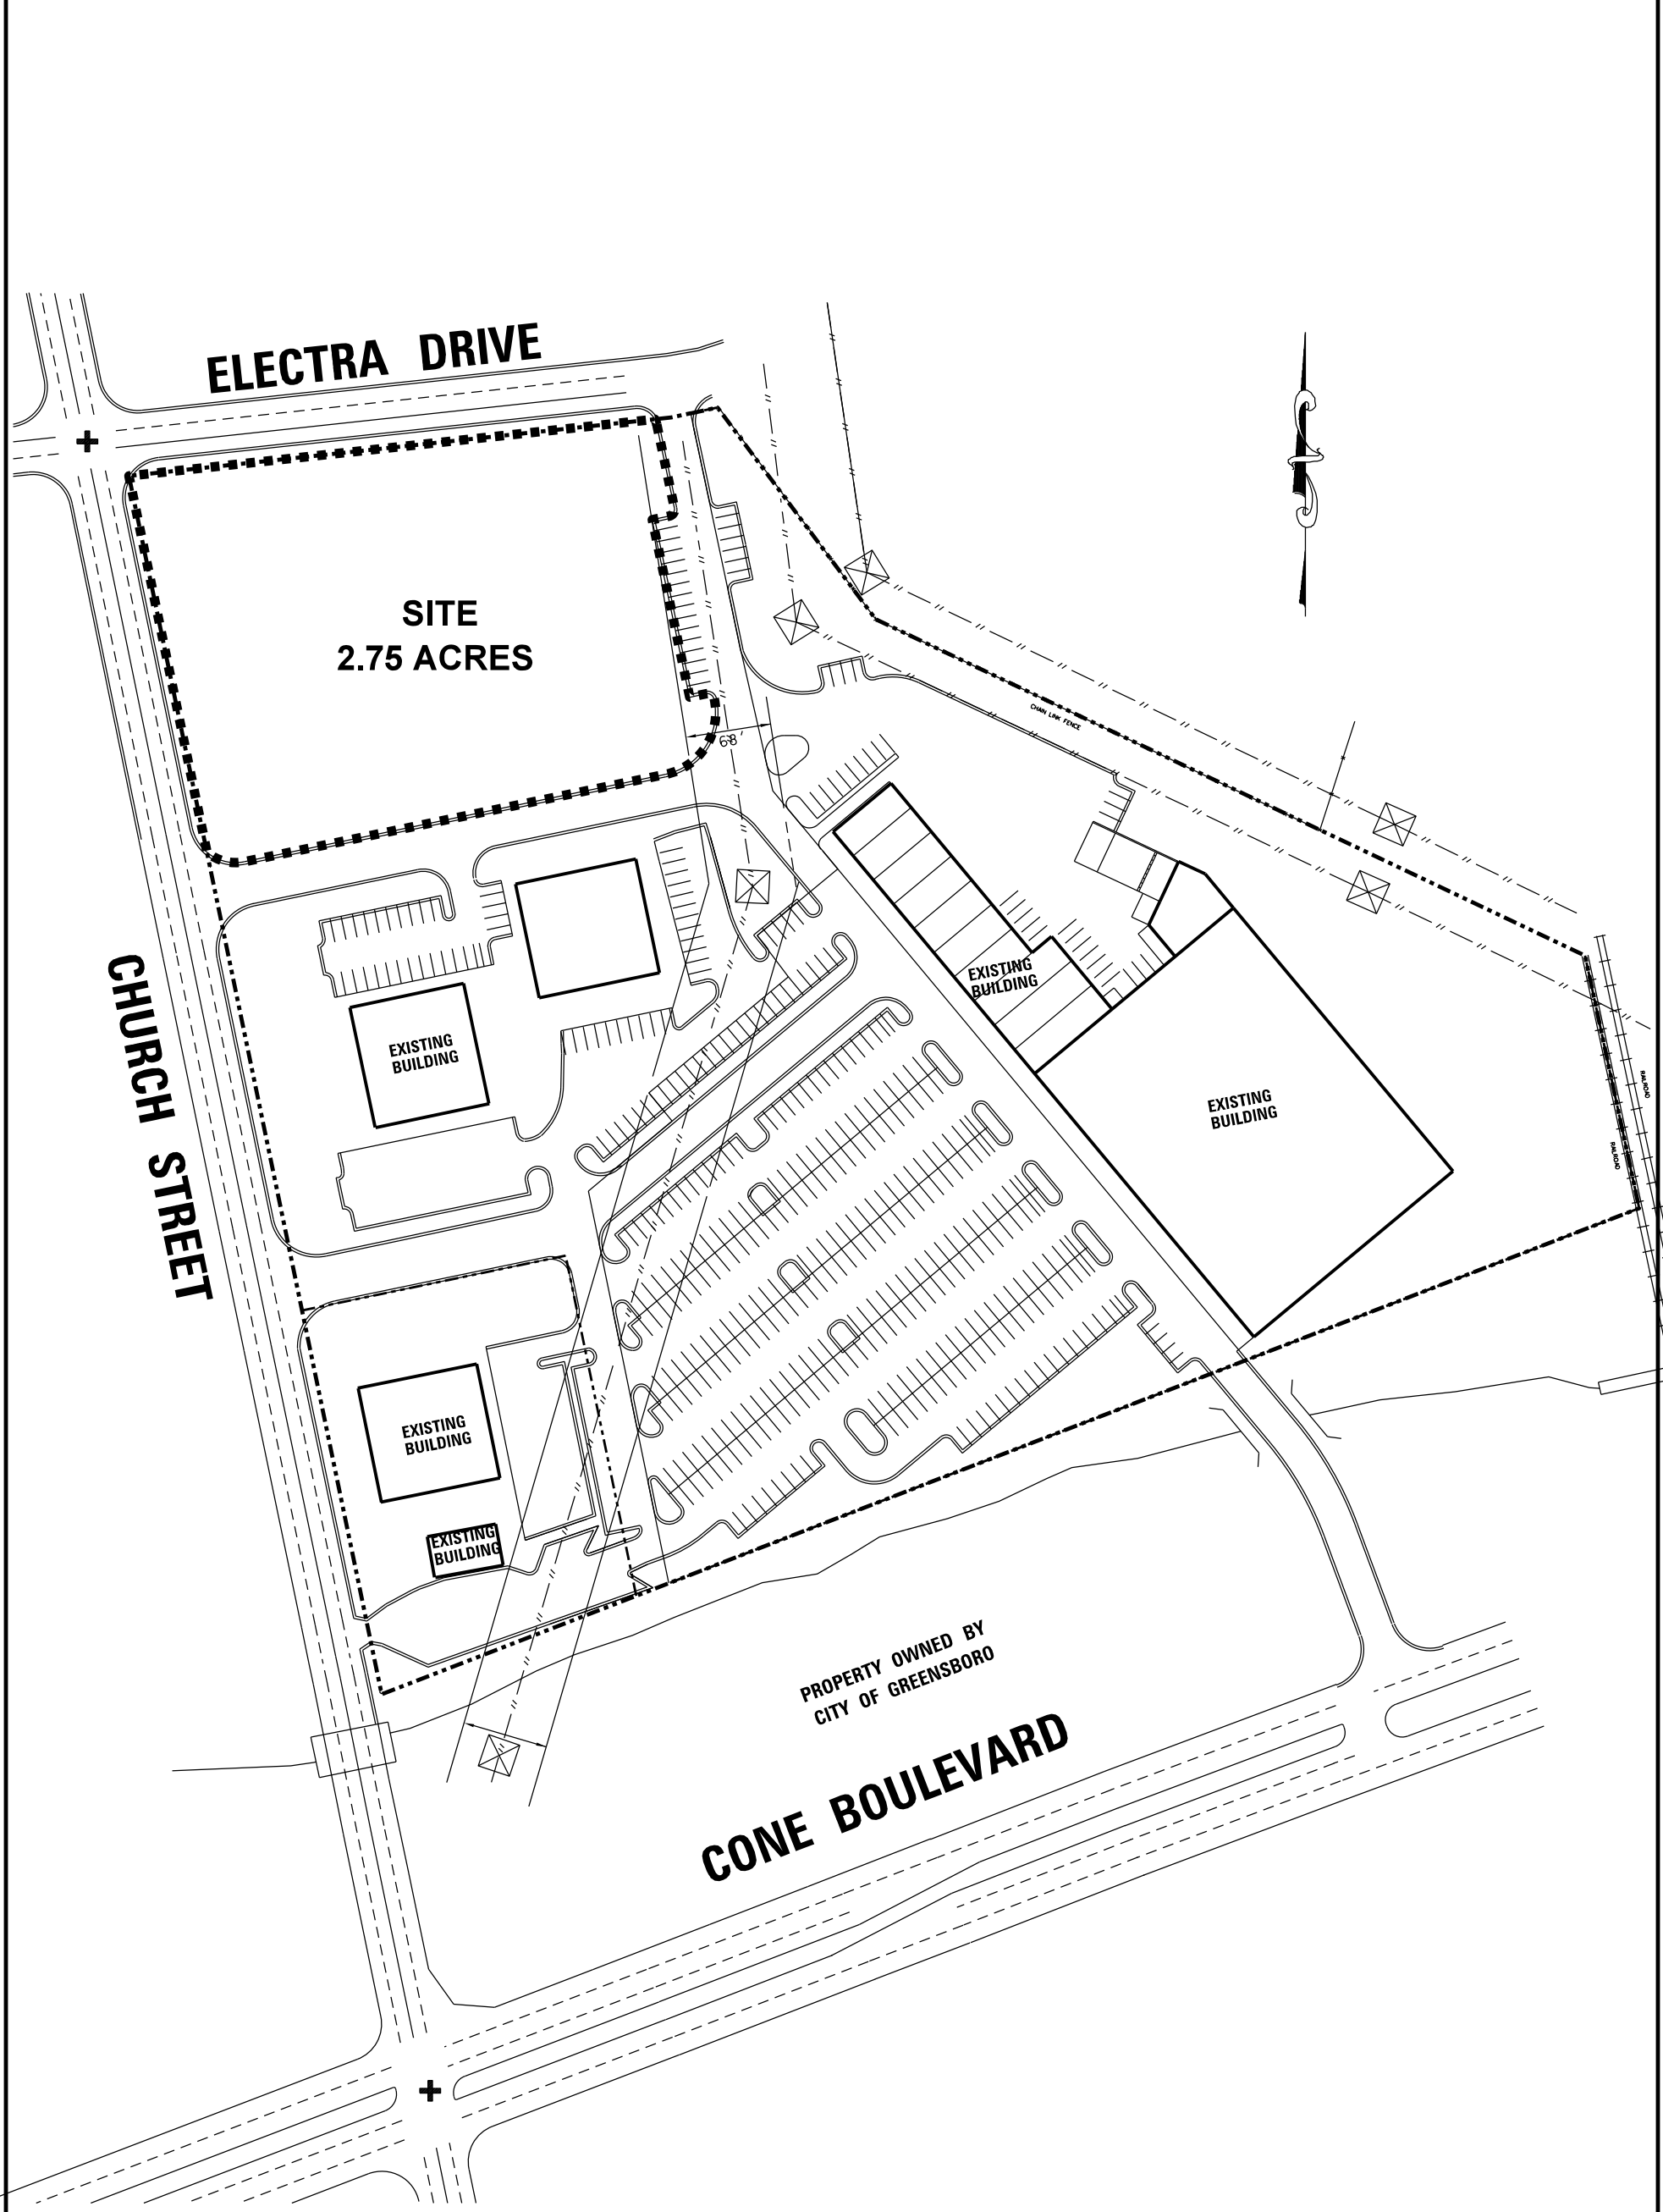 ELECTRA DRIVE
SITE
2.75 ACRES
68'
CHAIN LINK FENCE
EXISTING
BUILDING
EXISTING
BUILDING
EXISTING
BUILDING
RAILROAD
RAILROAD
CHURCH STREET
EXISTING
BUILDING
EXISTING
BUILDING
PROPERTY OWNED BY
CITY OF GREENSBORO
CONE BOULEVARD